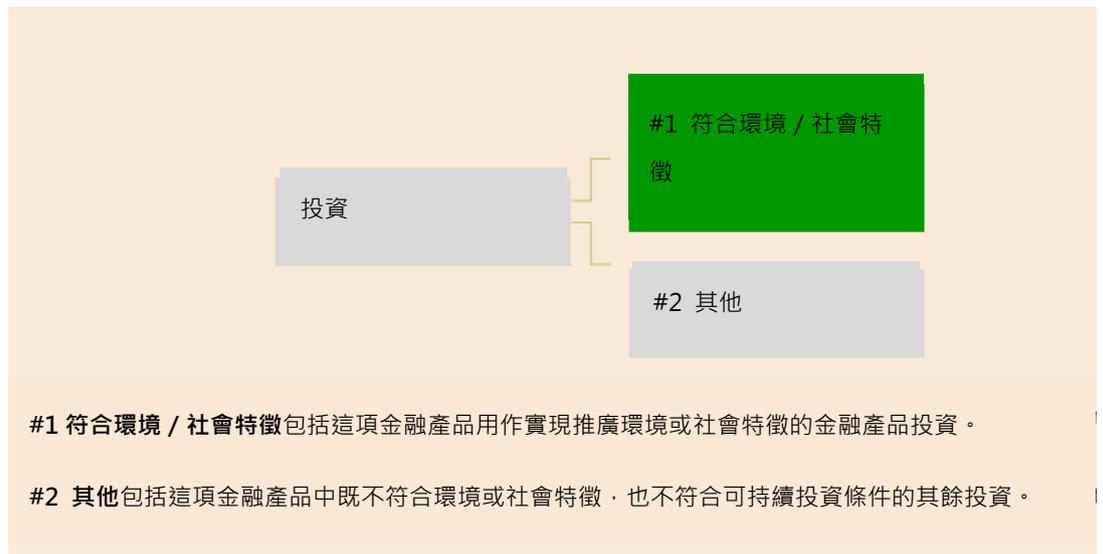 #1 符合環境 / 社會特
徵
投資
#2 其他
#1 符合環境 / 社會特徵包括這項金融產品用作實現推廣環境或社會特徵的金融產品投資。
#2 其他包括這項金融產品中既不符合環境或社會特徵，也不符合可持續投資條件的其餘投資。